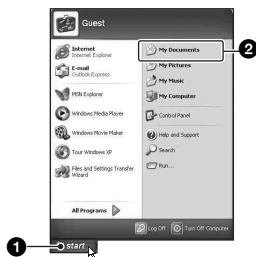 Guest
Internet
Internet Explorer
E-mail
Outlook Express
MSN Explorer
Windows Media Player
Windows Movie Maker
Tour Windows XP
Files and Settings Transfer
Wizard
All Programs
My Documents
My Pictures
My Music
My Computer
Control Panel
Help and Support
Search
Run...
2
Log Off
Turn Off Computer
1
start